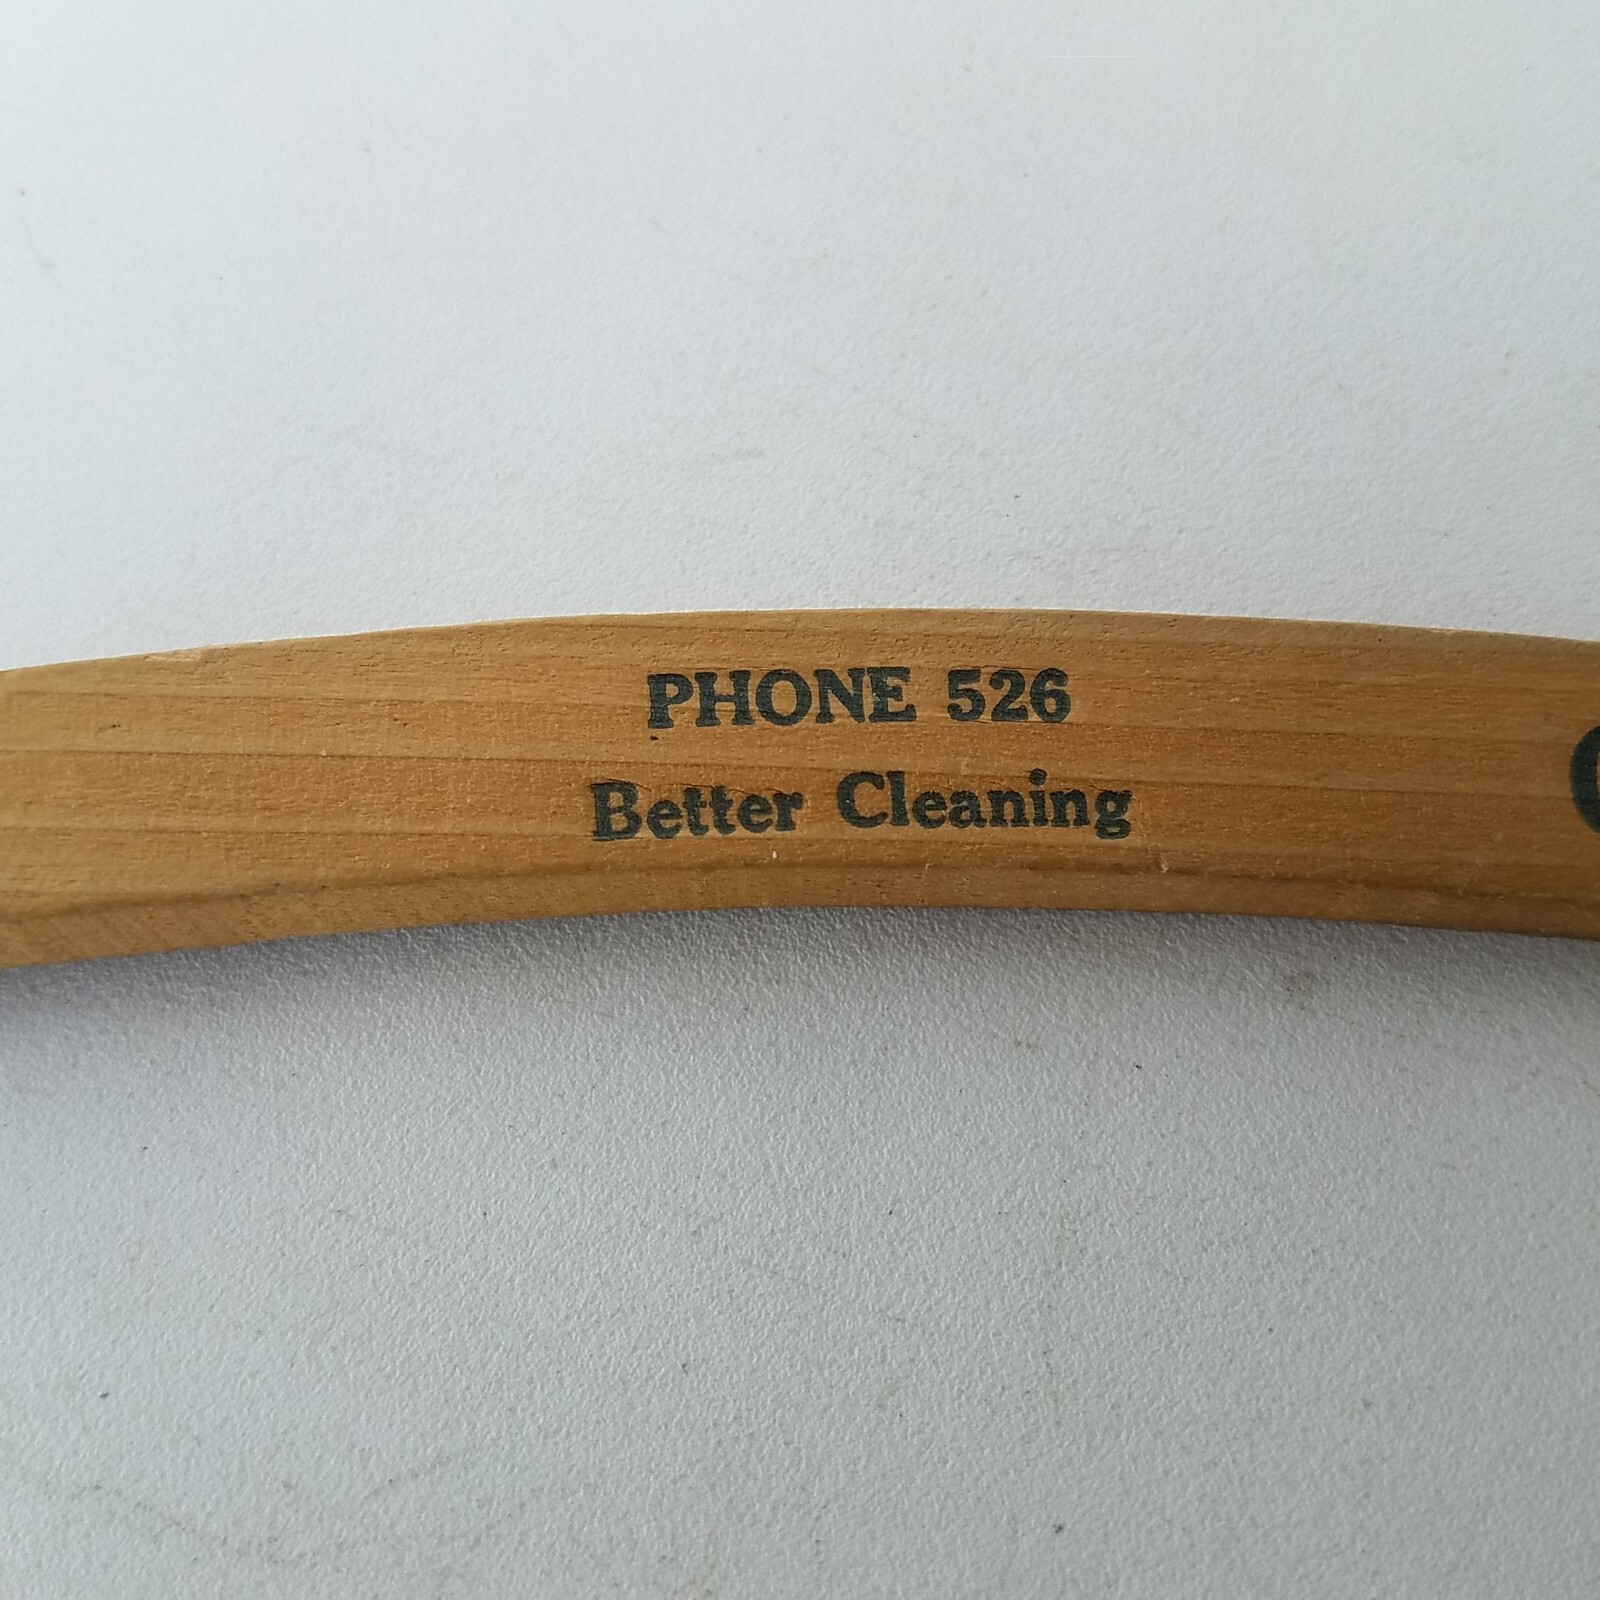 PHONE 526
Better Cleaning